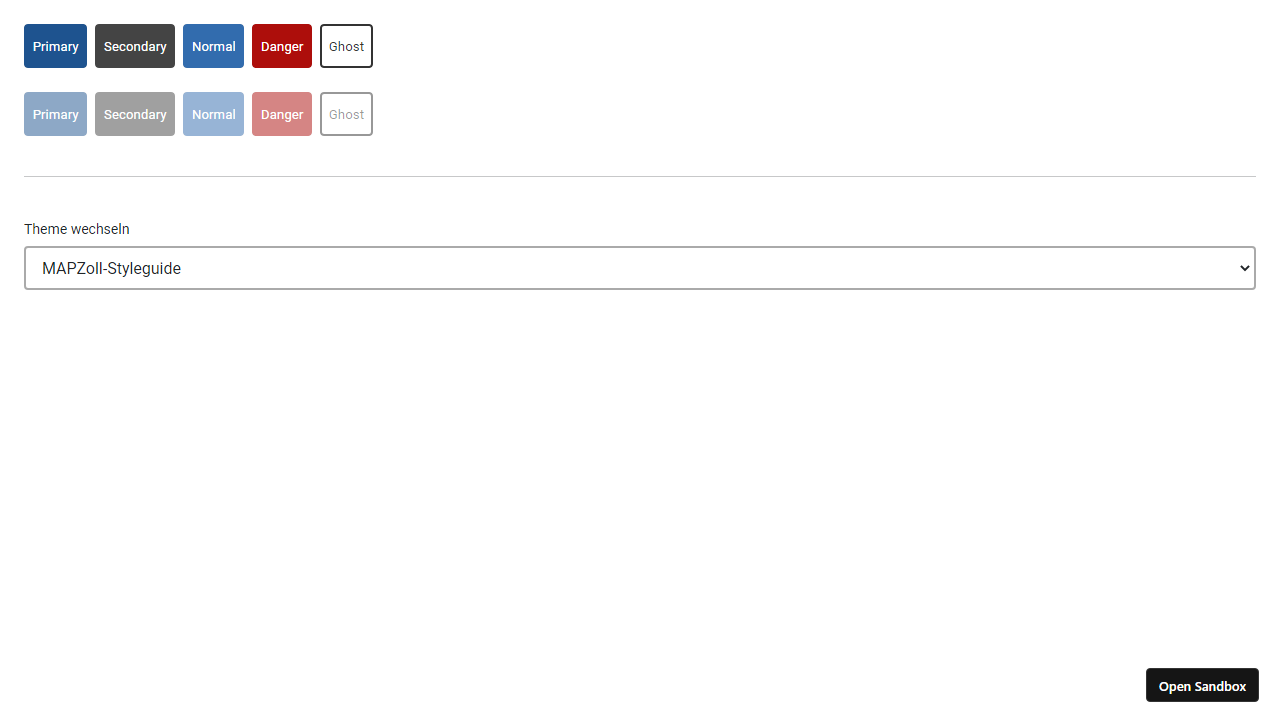 Primary Secondary Normal Danger Ghost
Primary Secondary Normal Danger Ghost
Theme wechseln
MAPZoll-Styleguide
Open Sandbox